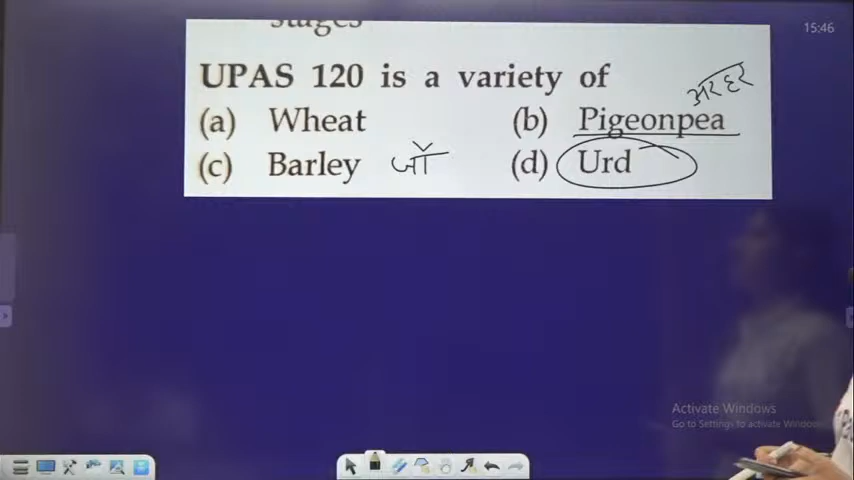 15:46
stages
UPAS 120 is a variety of
अरहर
(a) Wheat (b) Pigeonpea
(c) Barley जौ (d) Urd
Activate Windows
Go to Settings to activate Windows